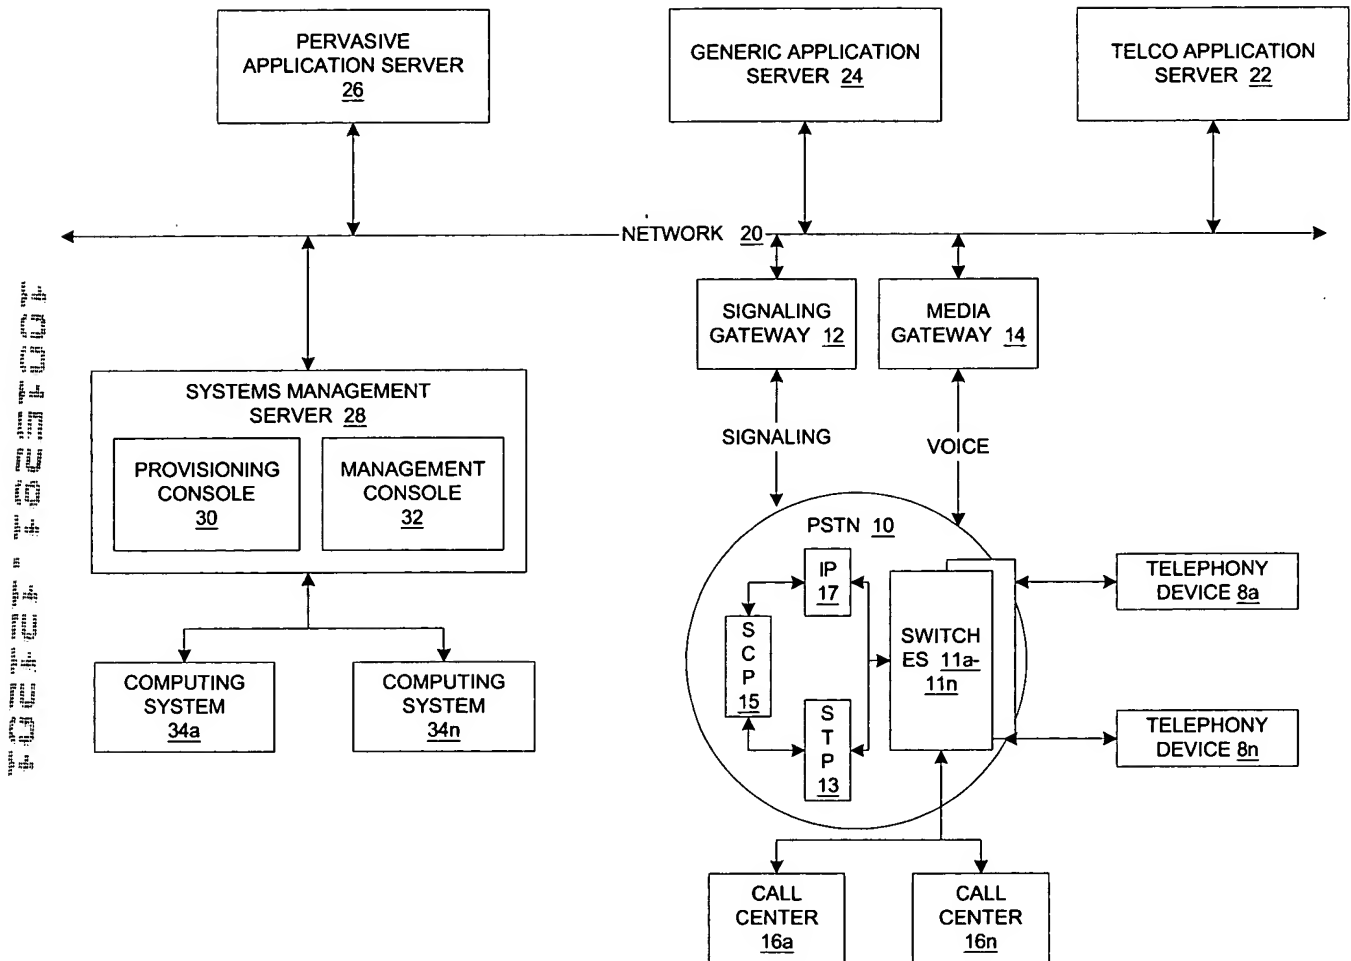 PERVASIVE
APPLICATION SERVER
26
GENERIC APPLICATION
SERVER 24
TELCO APPLICATION
SERVER 22
NETWORK 20
SIGNALING
GATEWAY 12
MEDIA
GATEWAY 14
SYSTEMS MANAGEMENT
SERVER 28
PROVISIONING
CONSOLE
30
MANAGEMENT
CONSOLE
32
SIGNALING
VOICE
PSTN 10
IP
17
S
C
P
15
S
T
P
13
SWITCH
ES 11a-
11n
TELEPHONY
DEVICE 8a
TELEPHONY
DEVICE 8n
COMPUTING
SYSTEM
34a
COMPUTING
SYSTEM
34n
CALL
CENTER
16a
CALL
CENTER
16n